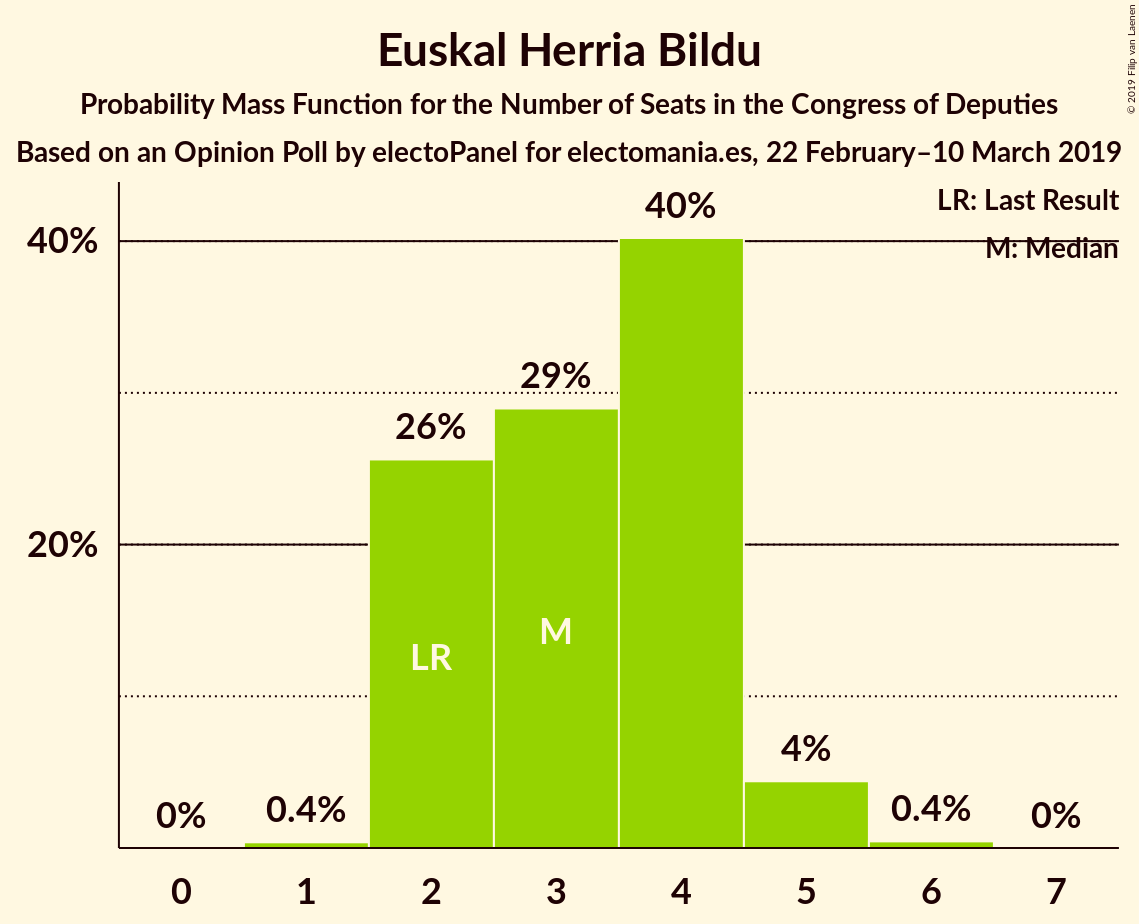 Euskal Herria Bildu
Probability Mass Function for the Number of Seats in the Congress of Deputies
Based on an Opinion Poll by electoPanel for electomania.es, 22 February–10 March 2019
© 2019 Filip van Laenen
LR: Last Result
M: Median
40%
20%
0%
0.4%
26%
29%
40%
4%
0.4%
0%
LR
M
0 1 2 3 4 5 6 7